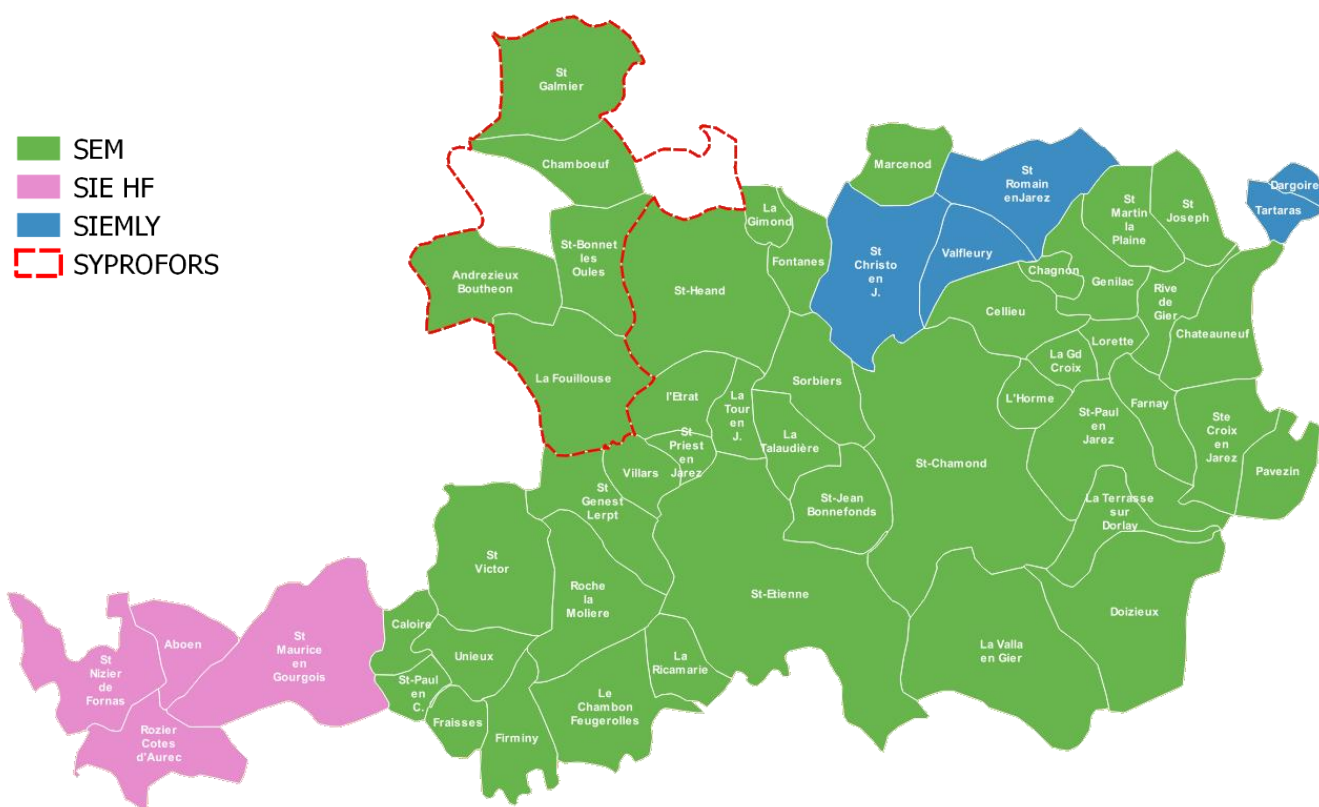 SEM
SIE HF
SIEMLY
SYPROFORS
St
Galmier
Chamboeuf
Marcenod
St
Romain
enJarez
Dargoire
Tartaras
St
Martin
la
Plaine
St
Joseph
La
Gimond
St-Bonnet
les
Oules
Andrezieux
Boutheon
Fontanes
St
Christo
en
J.
Valfleury
Chagnon
Genilac
Rive
de
Gier
St-Heand
Cellieu
Chateauneuf
Lorette
La Gd
Croix
La Fouillouse
l'Etrat
La
Tour
en
J.
Sorbiers
L'Horme
Farnay
St-Paul
en
Jarez
Ste
Croix
en
Jarez
St
Priest
en
Jarez
La
Talaudière
Villars
St-Chamond
Pavezin
St
Genest
Lerpt
St-Jean
Bonnefonds
La Terrasse
sur
Dorlay
St
Victor
Roche
la
Moliere
St-Etienne
Doizieux
Caloire
Aboen
St
Maurice
en
Gourgois
Unieux
La
Ricamarie
La Valla
en Gier
St
Nizier
de
Fornas
St-Paul
en
C.
Le
Chambon
Feugerolles
Fraisses
Firminy
Rozier
Cotes
d'Aurec